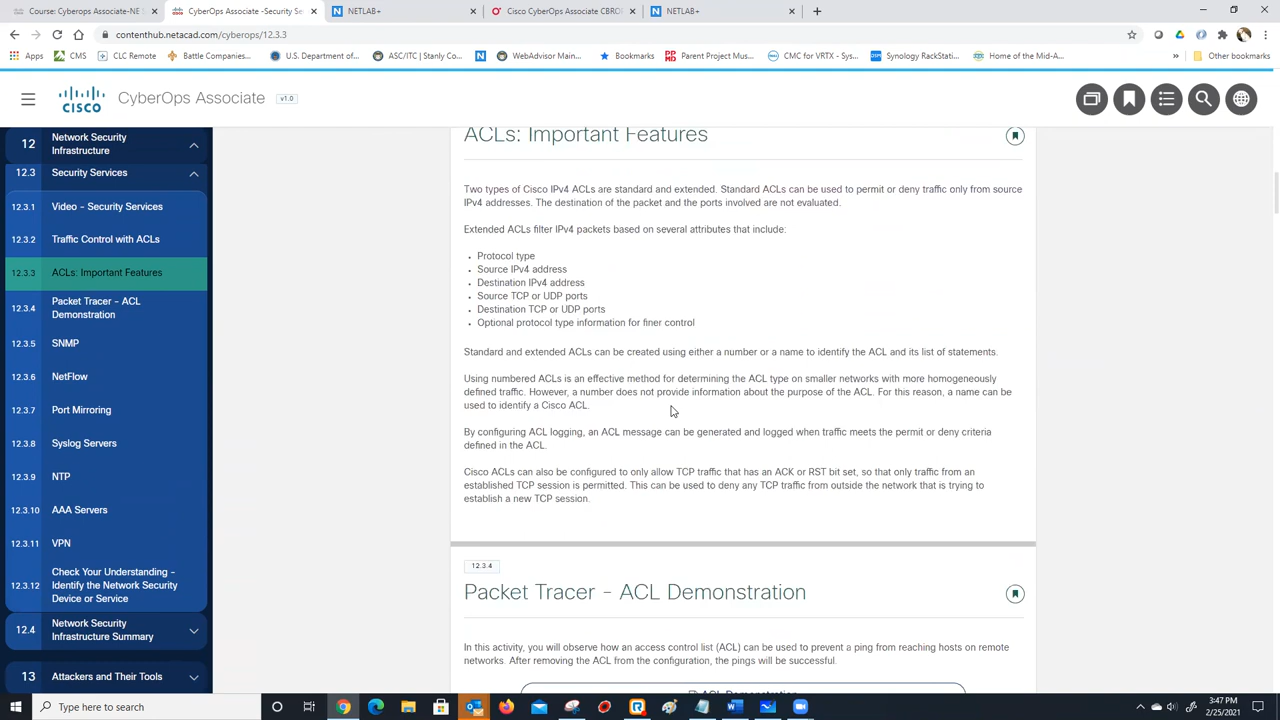 Course: CyberOps Associate-NE S
CyberOps Associate -Security Ser
NETLAB+
Cisco CyberOps Associate CBROP
NETLAB+
contenthub.netacad.com/cyberops/12.3.3
Apps
CMS
CLC Remote
Battle Companies...
U.S. Department of...
ASC/ITC | Stanly Co...
WebAdvisor Main...
Bookmarks
Parent Project Mus...
CMC for VRTX - Sys...
Synology RackStati...
Home of the Mid-A...
Other bookmarks
CISCO
CyberOps Associate
v1.0
12
Network Security
Infrastructure
12.3
Security Services
12.3.1 Video - Security Services
12.3.2 Traffic Control with ACLs
12.3.3 ACLs: Important Features
12.3.4
Packet Tracer - ACL
Demonstration
12.3.5 SNMP
12.3.6 NetFlow
12.3.7 Port Mirroring
12.3.8 Syslog Servers
12.3.9 NTP
12.3.10 AAA Servers
12.3.11 VPN
12.3.12
Check Your Understanding -
Identify the Network Security
Device or Service
12.4
Network Security
Infrastructure Summary
13 Attackers and Their Tools
ACLs: Important Features
Two types of Cisco IPv4 ACLs are standard and extended. Standard ACLs can be used to permit or deny traffic only from source
IPv4 addresses. The destination of the packet and the ports involved are not evaluated.
Extended ACLs filter IPv4 packets based on several attributes that include:
• Protocol type
• Source IPv4 address
• Destination IPv4 address
• Source TCP or UDP ports
• Destination TCP or UDP ports
• Optional protocol type information for finer control
Standard and extended ACLs can be created using either a number or a name to identify the ACL and its list of statements.
Using numbered ACLs is an effective method for determining the ACL type on smaller networks with more homogeneously
defined traffic. However, a number does not provide information about the purpose of the ACL. For this reason, a name can be
used to identify a Cisco ACL.
By configuring ACL logging, an ACL message can be generated and logged when traffic meets the permit or deny criteria
defined in the ACL.
Cisco ACLs can also be configured to only allow TCP traffic that has an ACK or RST bit set, so that only traffic from an
established TCP session is permitted. This can be used to deny any TCP traffic from outside the network that is trying to
establish a new TCP session.
12.3.4
Packet Tracer - ACL Demonstration
In this activity, you will observe how an access control list (ACL) can be used to prevent a ping from reaching hosts on remote
networks. After removing the ACL from the configuration, the pings will be successful.
ACL Demonstration
Type here to search
3:47 PM
2/25/2021